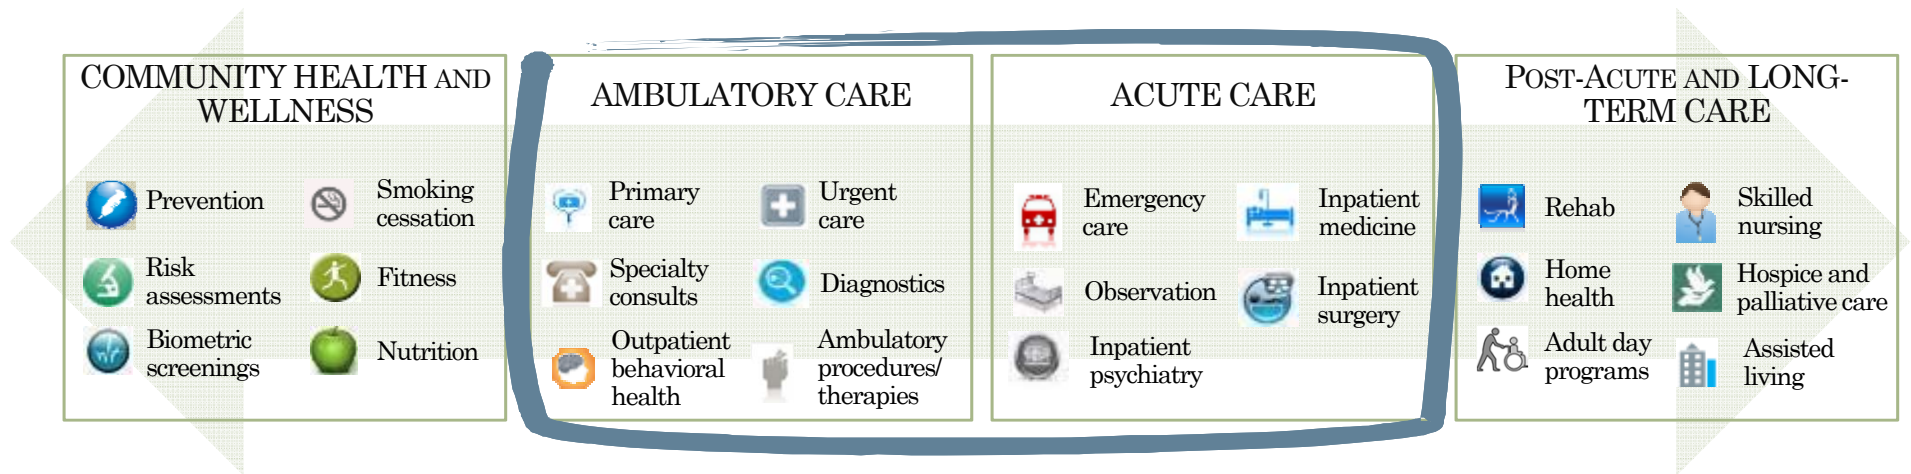 COMMUNITY HEALTH AND
WELLNESS
Prevention
Smoking
cessation
Risk
assessments
Fitness
Biometric
screenings
Nutrition
AMBULATORY CARE
Primary
care
Urgent
care
Specialty
consults
Diagnostics
Outpatient
behavioral
health
Ambulatory
procedures/
therapies
ACUTE CARE
Emergency
care
Inpatient
medicine
Observation
Inpatient
surgery
Inpatient
psychiatry
POST-ACUTE AND LONG-
TERM CARE
Rehab
Skilled
nursing
Home
health
Hospice and
palliative care
Adult day
programs
Assisted
living